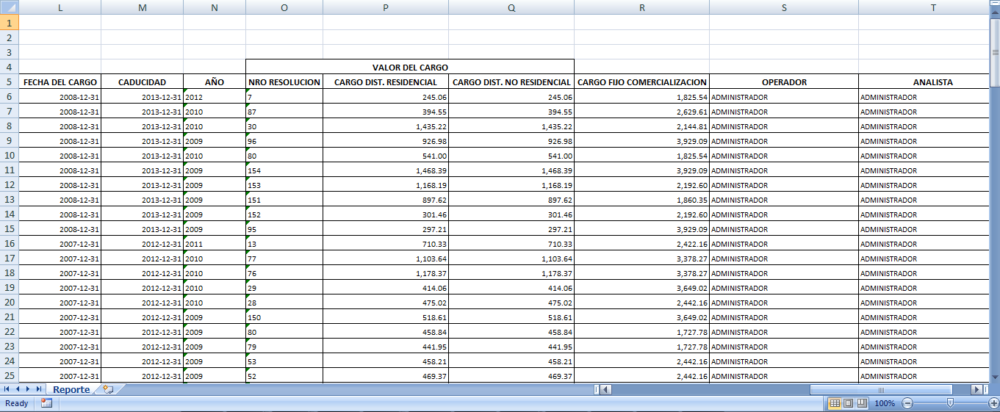 L M N O P Q R S T
1
2
3
4 VALOR DEL CARGO
5 FECHA DEL CARGO CADUCIDAD AÑO NRO RESOLUCION CARGO DIST. RESIDENCIAL CARGO DIST. NO RESIDENCIAL CARGO FIJO COMERCIALIZACION OPERADOR ANALISTA
6 2008-12-31 2013-12-31 2012 7 245.06 245.06 1,825.54 ADMINISTRADOR ADMINISTRADOR
7 2008-12-31 2013-12-31 2010 87 394.55 394.55 2,629.61 ADMINISTRADOR ADMINISTRADOR
8 2008-12-31 2013-12-31 2010 30 1,435.22 1,435.22 2,144.81 ADMINISTRADOR ADMINISTRADOR
9 2008-12-31 2013-12-31 2009 96 926.98 926.98 3,929.09 ADMINISTRADOR ADMINISTRADOR
10 2008-12-31 2013-12-31 2010 80 541.00 541.00 1,825.54 ADMINISTRADOR ADMINISTRADOR
11 2008-12-31 2013-12-31 2009 154 1,468.39 1,468.39 3,929.09 ADMINISTRADOR ADMINISTRADOR
12 2008-12-31 2013-12-31 2009 153 1,168.19 1,168.19 2,192.60 ADMINISTRADOR ADMINISTRADOR
13 2008-12-31 2013-12-31 2009 151 897.62 897.62 1,860.35 ADMINISTRADOR ADMINISTRADOR
14 2008-12-31 2013-12-31 2009 152 301.46 301.46 2,192.60 ADMINISTRADOR ADMINISTRADOR
15 2008-12-31 2013-12-31 2009 95 297.21 297.21 3,929.09 ADMINISTRADOR ADMINISTRADOR
16 2007-12-31 2012-12-31 2011 13 710.33 710.33 2,422.16 ADMINISTRADOR ADMINISTRADOR
17 2007-12-31 2012-12-31 2010 77 1,103.64 1,103.64 3,378.27 ADMINISTRADOR ADMINISTRADOR
18 2007-12-31 2012-12-31 2010 76 1,178.37 1,178.37 3,378.27 ADMINISTRADOR ADMINISTRADOR
19 2007-12-31 2012-12-31 2010 29 414.06 414.06 3,649.02 ADMINISTRADOR ADMINISTRADOR
20 2007-12-31 2012-12-31 2010 28 475.02 475.02 2,442.16 ADMINISTRADOR ADMINISTRADOR
21 2007-12-31 2012-12-31 2009 150 518.61 518.61 3,649.02 ADMINISTRADOR ADMINISTRADOR
22 2007-12-31 2012-12-31 2009 80 458.84 458.84 1,727.78 ADMINISTRADOR ADMINISTRADOR
23 2007-12-31 2012-12-31 2009 79 441.95 441.95 1,727.78 ADMINISTRADOR ADMINISTRADOR
24 2007-12-31 2012-12-31 2009 53 458.21 458.21 2,442.16 ADMINISTRADOR ADMINISTRADOR
25 2007-12-31 2012-12-31 2009 52 469.37 469.37 2,442.16 ADMINISTRADOR ADMINISTRADOR
Reporte
Ready 100%